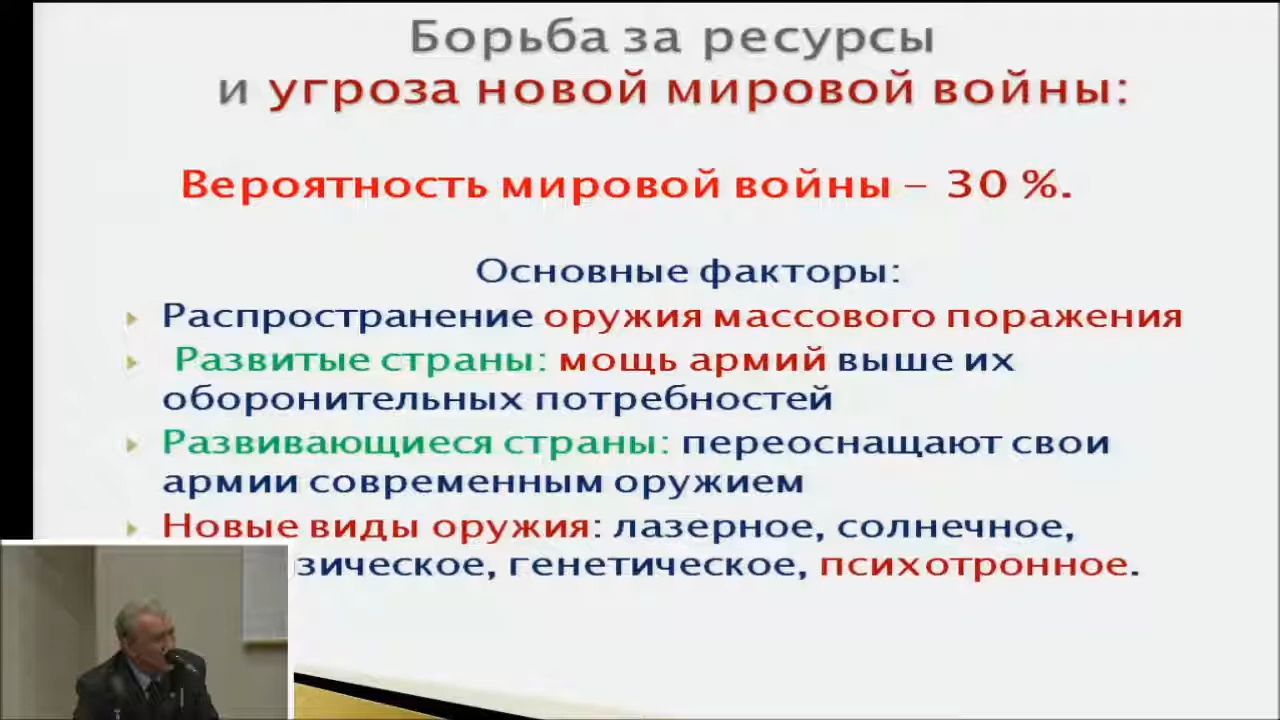 Борьба за ресурсы
и угроза новой мировой войны:
Вероятность мировой войны – 30 %.
Основные факторы:
Распространение оружия массового поражения
Развитые страны: мощь армий выше их
оборонительных потребностей
Развивающиеся страны: переоснащают свои
армии современным оружием
Новые виды оружия: лазерное, солнечное,
генетическое, психотронное.